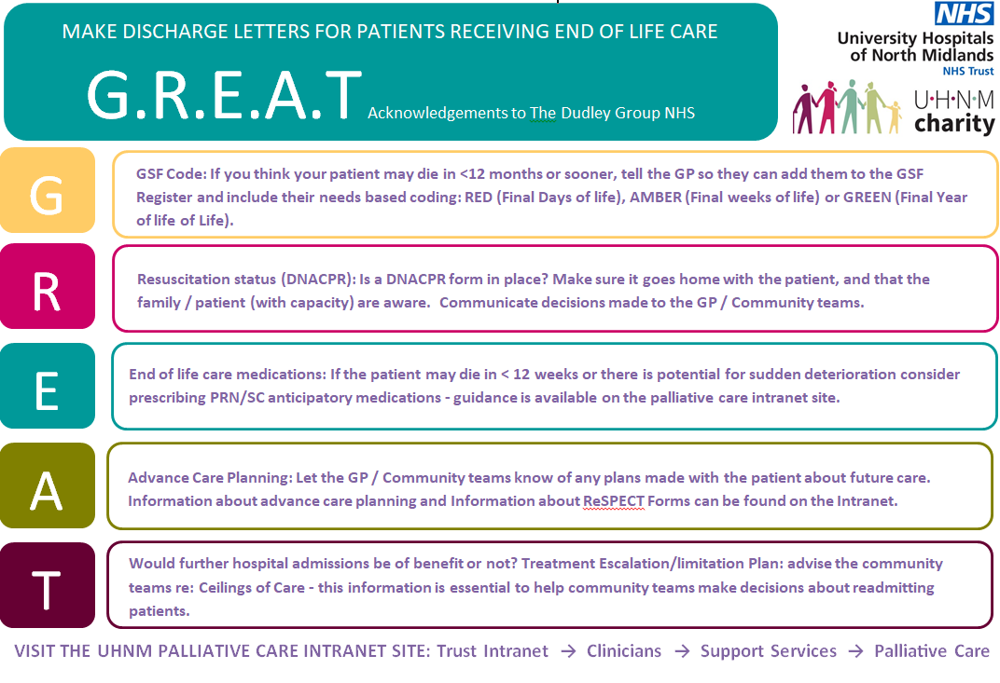 MAKE DISCHARGE LETTERS FOR PATIENTS RECEIVING END OF LIFE CARE
G.R.E.A.T Acknowledgements to The Dudley Group NHS
NHS
University Hospitals
of North Midlands
NHS Trust
U·H·N·M
charity
G
GSF Code: If you think your patient may die in <12 months or sooner, tell the GP so they can add them to the GSF
Register and include their needs based coding: RED (Final Days of life), AMBER (Final weeks of life) or GREEN (Final Year
of life of Life).
R
Resuscitation status (DNACPR): Is a DNACPR form in place? Make sure it goes home with the patient, and that the
family / patient (with capacity) are aware. Communicate decisions made to the GP / Community teams.
E
End of life care medications: If the patient may die in < 12 weeks or there is potential for sudden deterioration consider
prescribing PRN/SC anticipatory medications - guidance is available on the palliative care intranet site.
A
Advance Care Planning: Let the GP / Community teams know of any plans made with the patient about future care.
Information about advance care planning and Information about ReSPECT Forms can be found on the Intranet.
T
Would further hospital admissions be of benefit or not? Treatment Escalation/limitation Plan: advise the community
teams re: Ceilings of Care - this information is essential to help community teams make decisions about readmitting
patients.
VISIT THE UHNM PALLIATIVE CARE INTRANET SITE: Trust Intranet → Clinicians → Support Services → Palliative Care